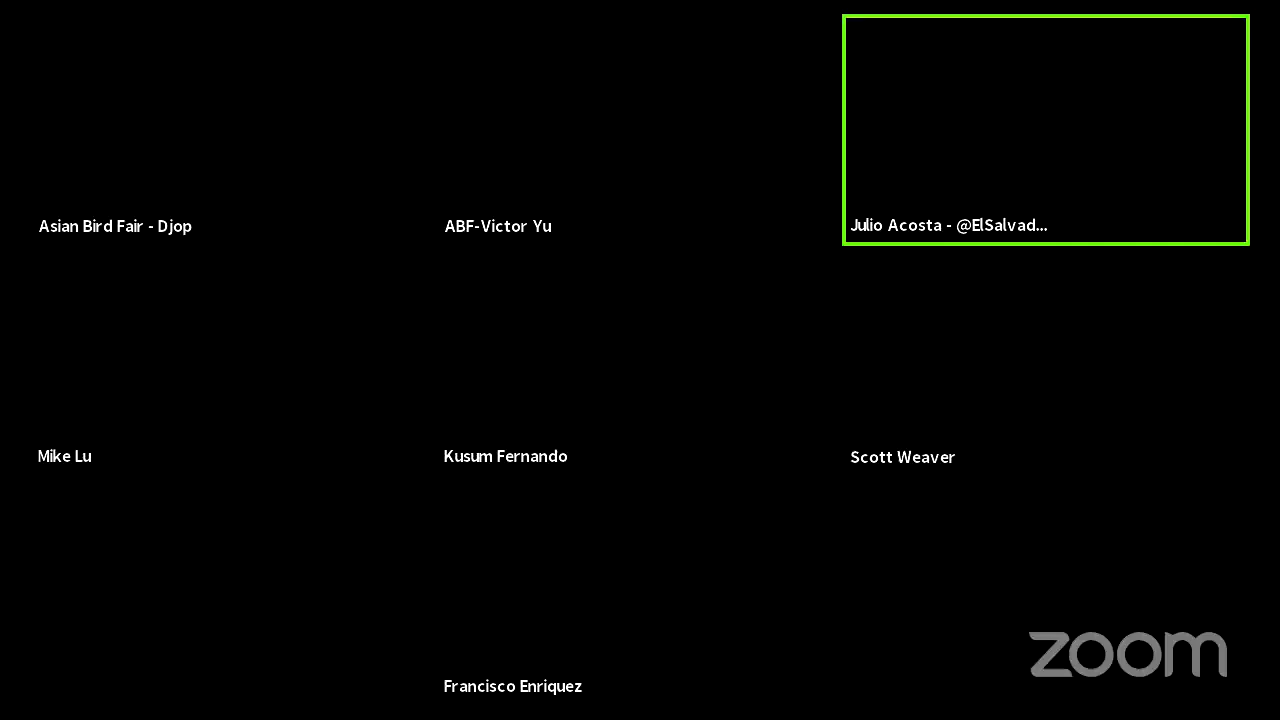 Asian Bird Fair - Djop
ABF-Victor Yu
Julio Acosta - @ElSalvad...
Mike Lu
Kusum Fernando
Scott Weaver
Francisco Enriquez
zoom